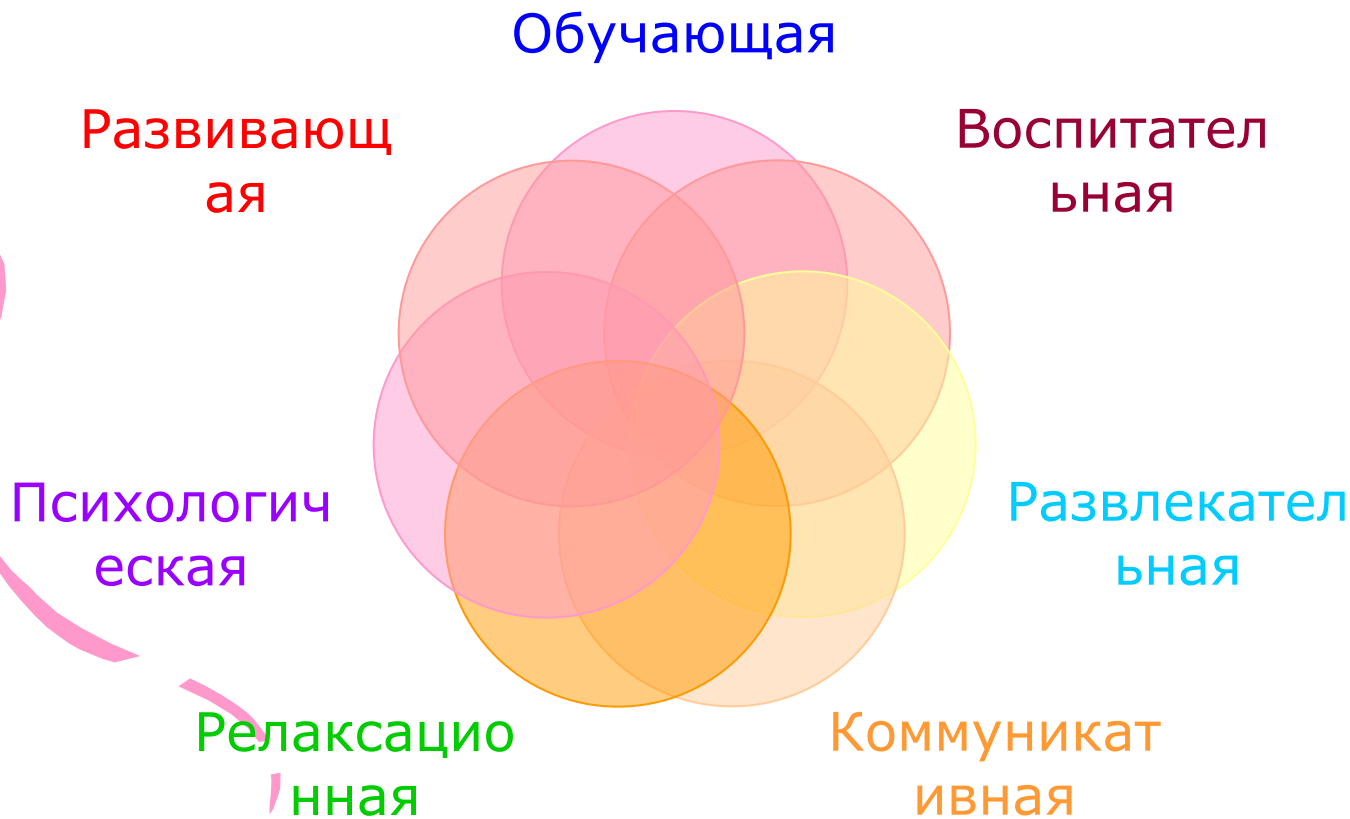 Обучающая
Развивающ
ая
Воспитател
ьная
Психологич
еская
Развлекател
ьная
Релаксацио
нная
Коммуникат
ивная